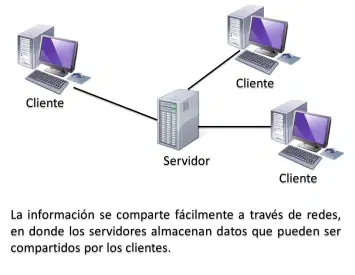 Cliente
Cliente
Servidor
Cliente
La información se comparte fácilmente a través de redes,
en donde los servidores almacenan datos que pueden ser
compartidos por los clientes.